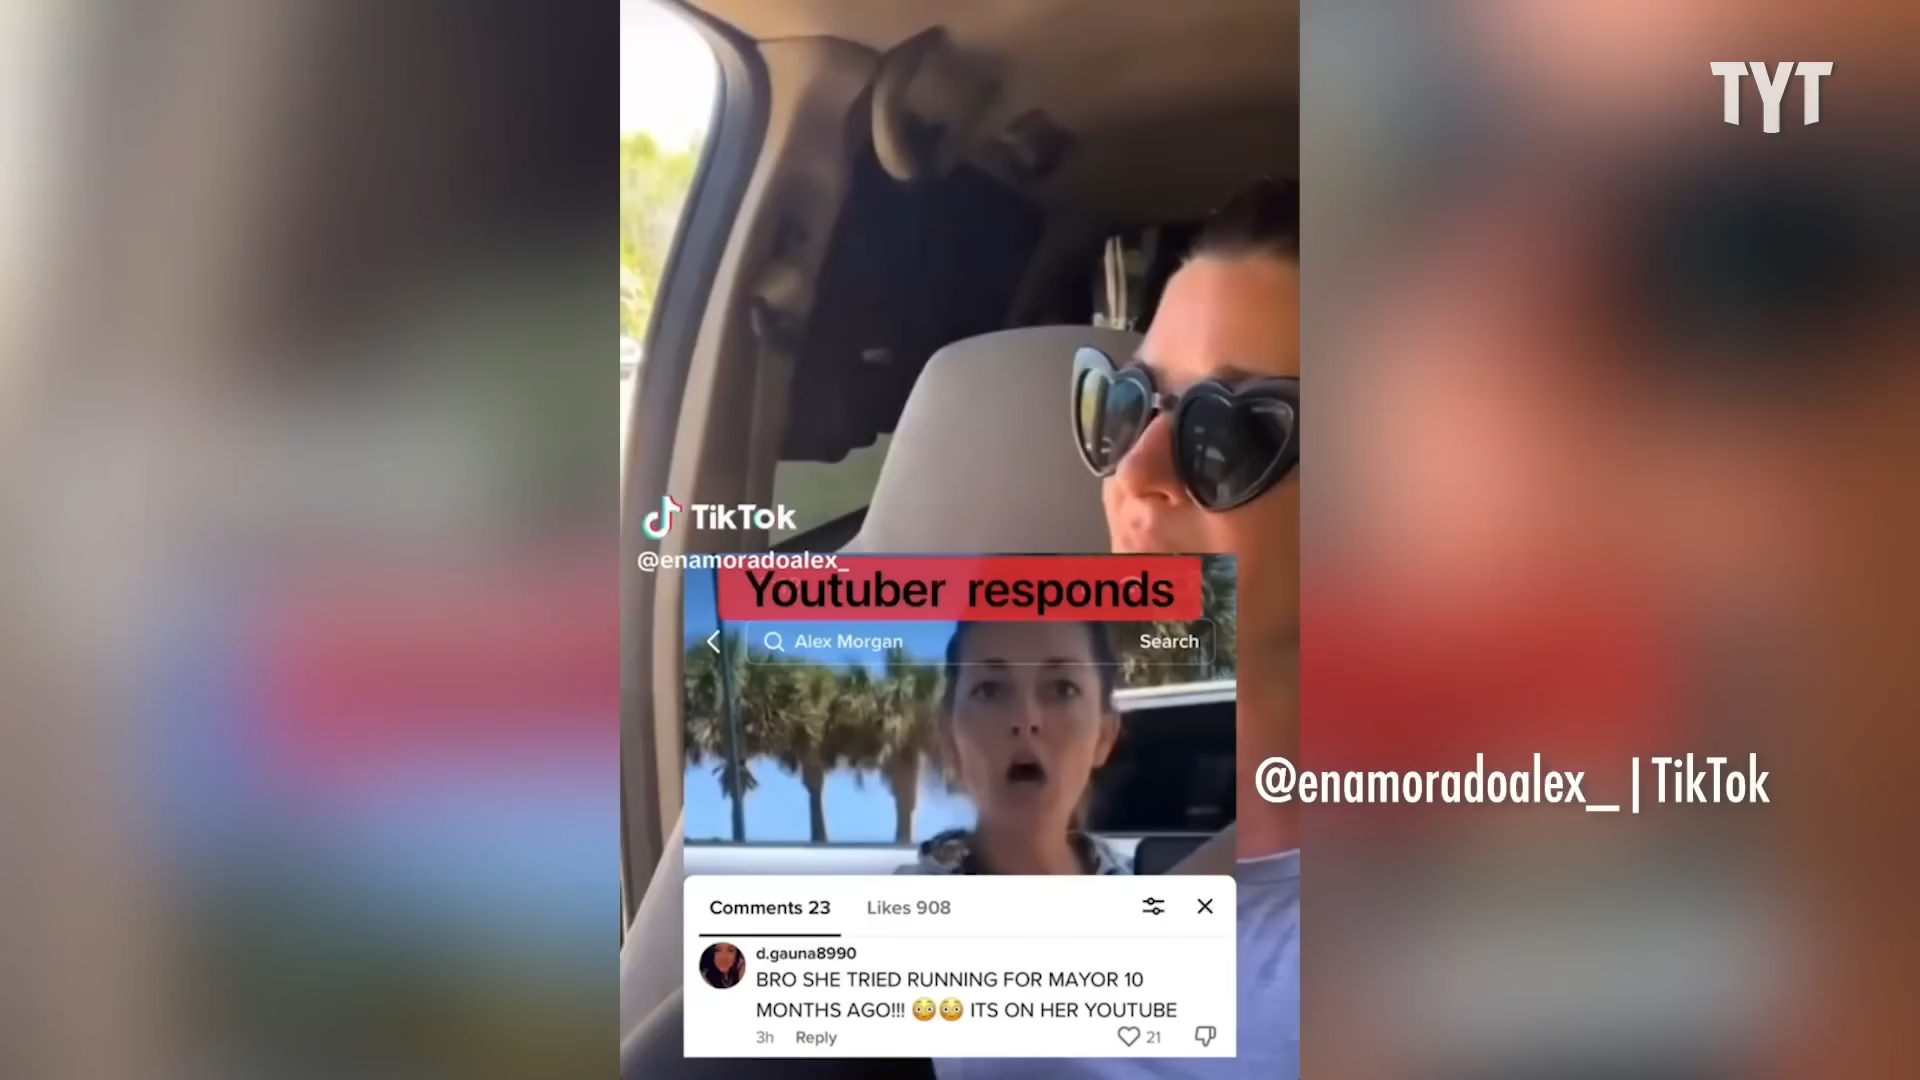 TYT
TikTok
@enamoradoalex_
Youtuber responds
Alex Morgan
Search
@enamoradoalex_ | TikTok
Comments 23
Likes 908
d.gauna8990
BRO SHE TRIED RUNNING FOR MAYOR 10
MONTHS AGO!!! 😳😳 ITS ON HER YOUTUBE
3h
Reply
21